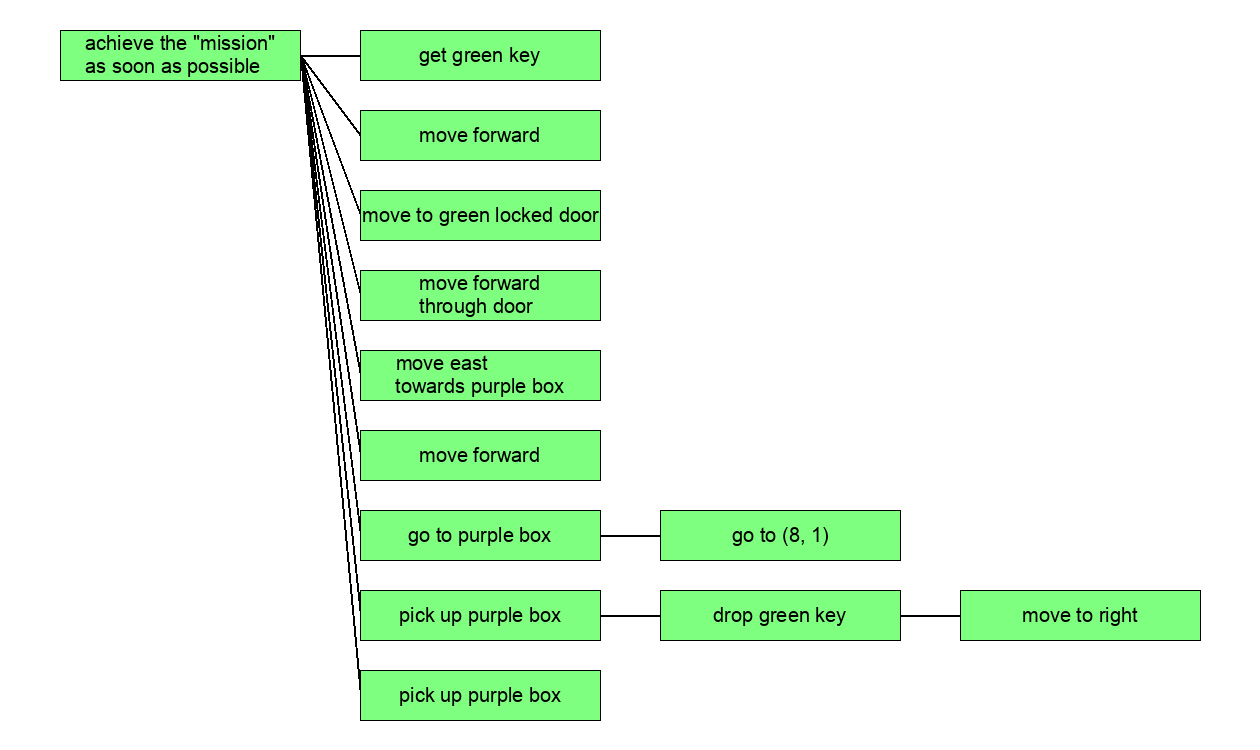 achieve the "mission"
as soon as possible
get green key
move forward
move to green locked door
move forward
through door
move east
towards purple box
move forward
go to purple box
go to (8, 1)
pick up purple box
drop green key
move to right
pick up purple box